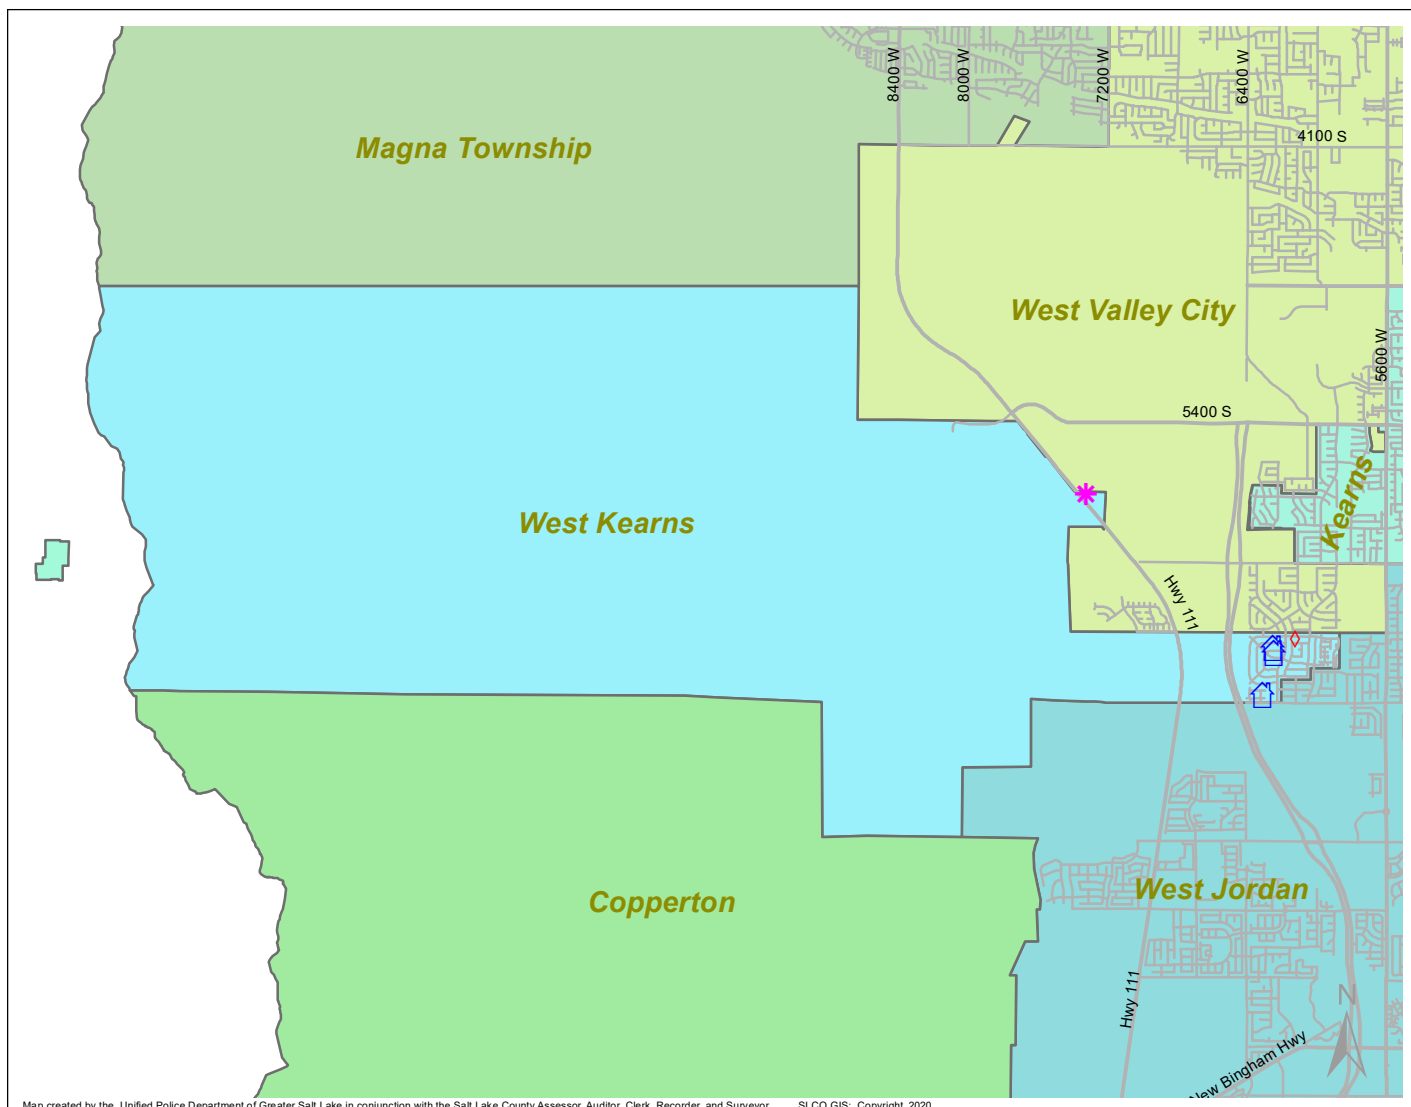 8400 W
8000 W
7200 W
6400 W
4100 S
Magna Township
West Valley City
5600 W
5400 S
Kearns
West Kearns
Hwy 111
West Jordan
Copperton
Hwy 111
N
New Bingham Hwy
Map created by the Unified Police Department of Greater Salt Lake in conjunction with the Salt Lake County Assessor, Auditor, Clerk, Recorder, and Surveyor. SLCO GIS: Copyright 2020